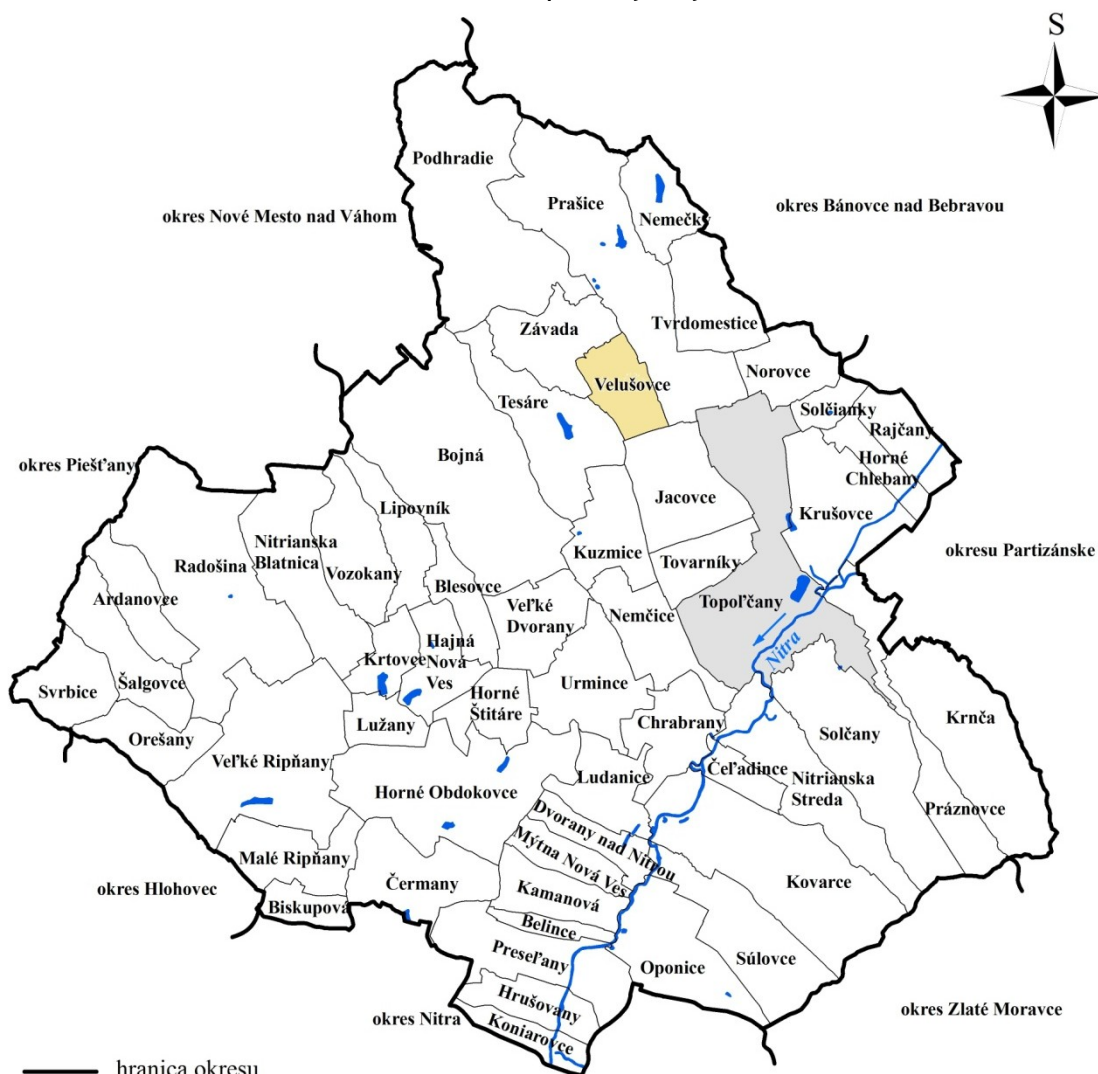 S
Podhradie
okres Nové Mesto nad Váhom
Prašice
Nemečky
okres Bánovce nad Bebravou
Závada
Tvrdomestice
Velušovce
Norovce
Tesáre
Solčianky
Rajčany
Horné
Chlebany
okres Piešťany
Bojná
Lipovník
Jacovce
Krušovce
Radošina
Nitrianska
Blatnica
Vozokany
Kuzmice
Tovarníky
okresu Partizánske
Ardanovce
Blesovce
Veľké
Dvorany
Nemčice
Topoľčany
Nitra
Krtovce
Hajná
Nová
Ves
Svrbice
Šalgovce
Horné
Štitáre
Urmince
Krnča
Lužany
Chrabrany
Solčany
Orešany
Veľké Ripňany
Čeľadince
Ludanice
Nitrianska
Streda
Horné Obdokovce
Práznovce
Dvorany nad Nitrou
Mýtna Nová Ves
Malé Ripňany
okres Hlohovec
Čermany
Kamanová
Kovarce
Biskupová
Belince
Preseľany
Súlovce
Oponice
Hrušovany
okres Nitra
Koniarovce
okres Zlaté Moravce
hranica okresu